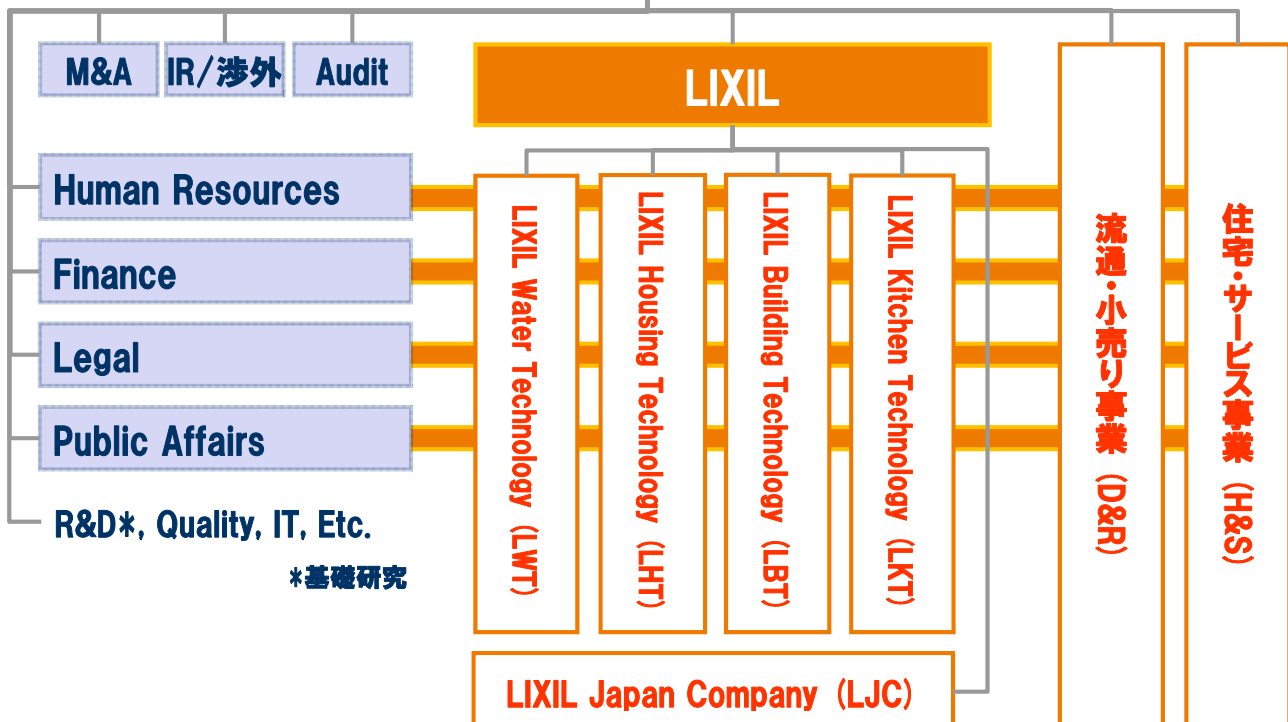 M&A
IR/渉外
Audit
LIXIL
Human Resources
Finance
Legal
Public Affairs
R&D*, Quality, IT, Etc.
*基礎研究
LIXIL Water Technology (LWT)
LIXIL Housing Technology (LHT)
LIXIL Building Technology (LBT)
LIXIL Kitchen Technology (LKT)
LIXIL Japan Company (LJC)
流通・小売り事業 (D&R)
住宅・サービス事業 (H&S)